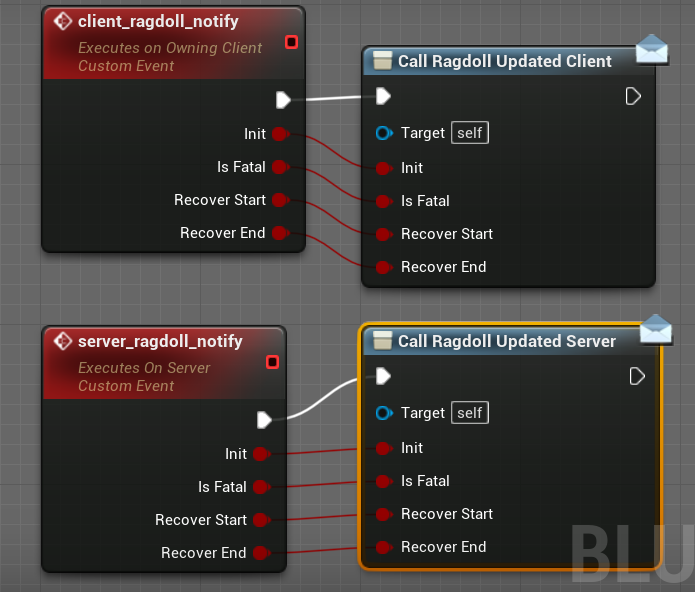 client_ragdoll_notify
Executes on Owning Client
Custom Event
Init
Is Fatal
Recover Start
Recover End
Call Ragdoll Updated Client
Target self
Init
Is Fatal
Recover Start
Recover End
server_ragdoll_notify
Executes On Server
Custom Event
Init
Is Fatal
Recover Start
Recover End
Call Ragdoll Updated Server
Target self
Init
Is Fatal
Recover Start
Recover End
BLU